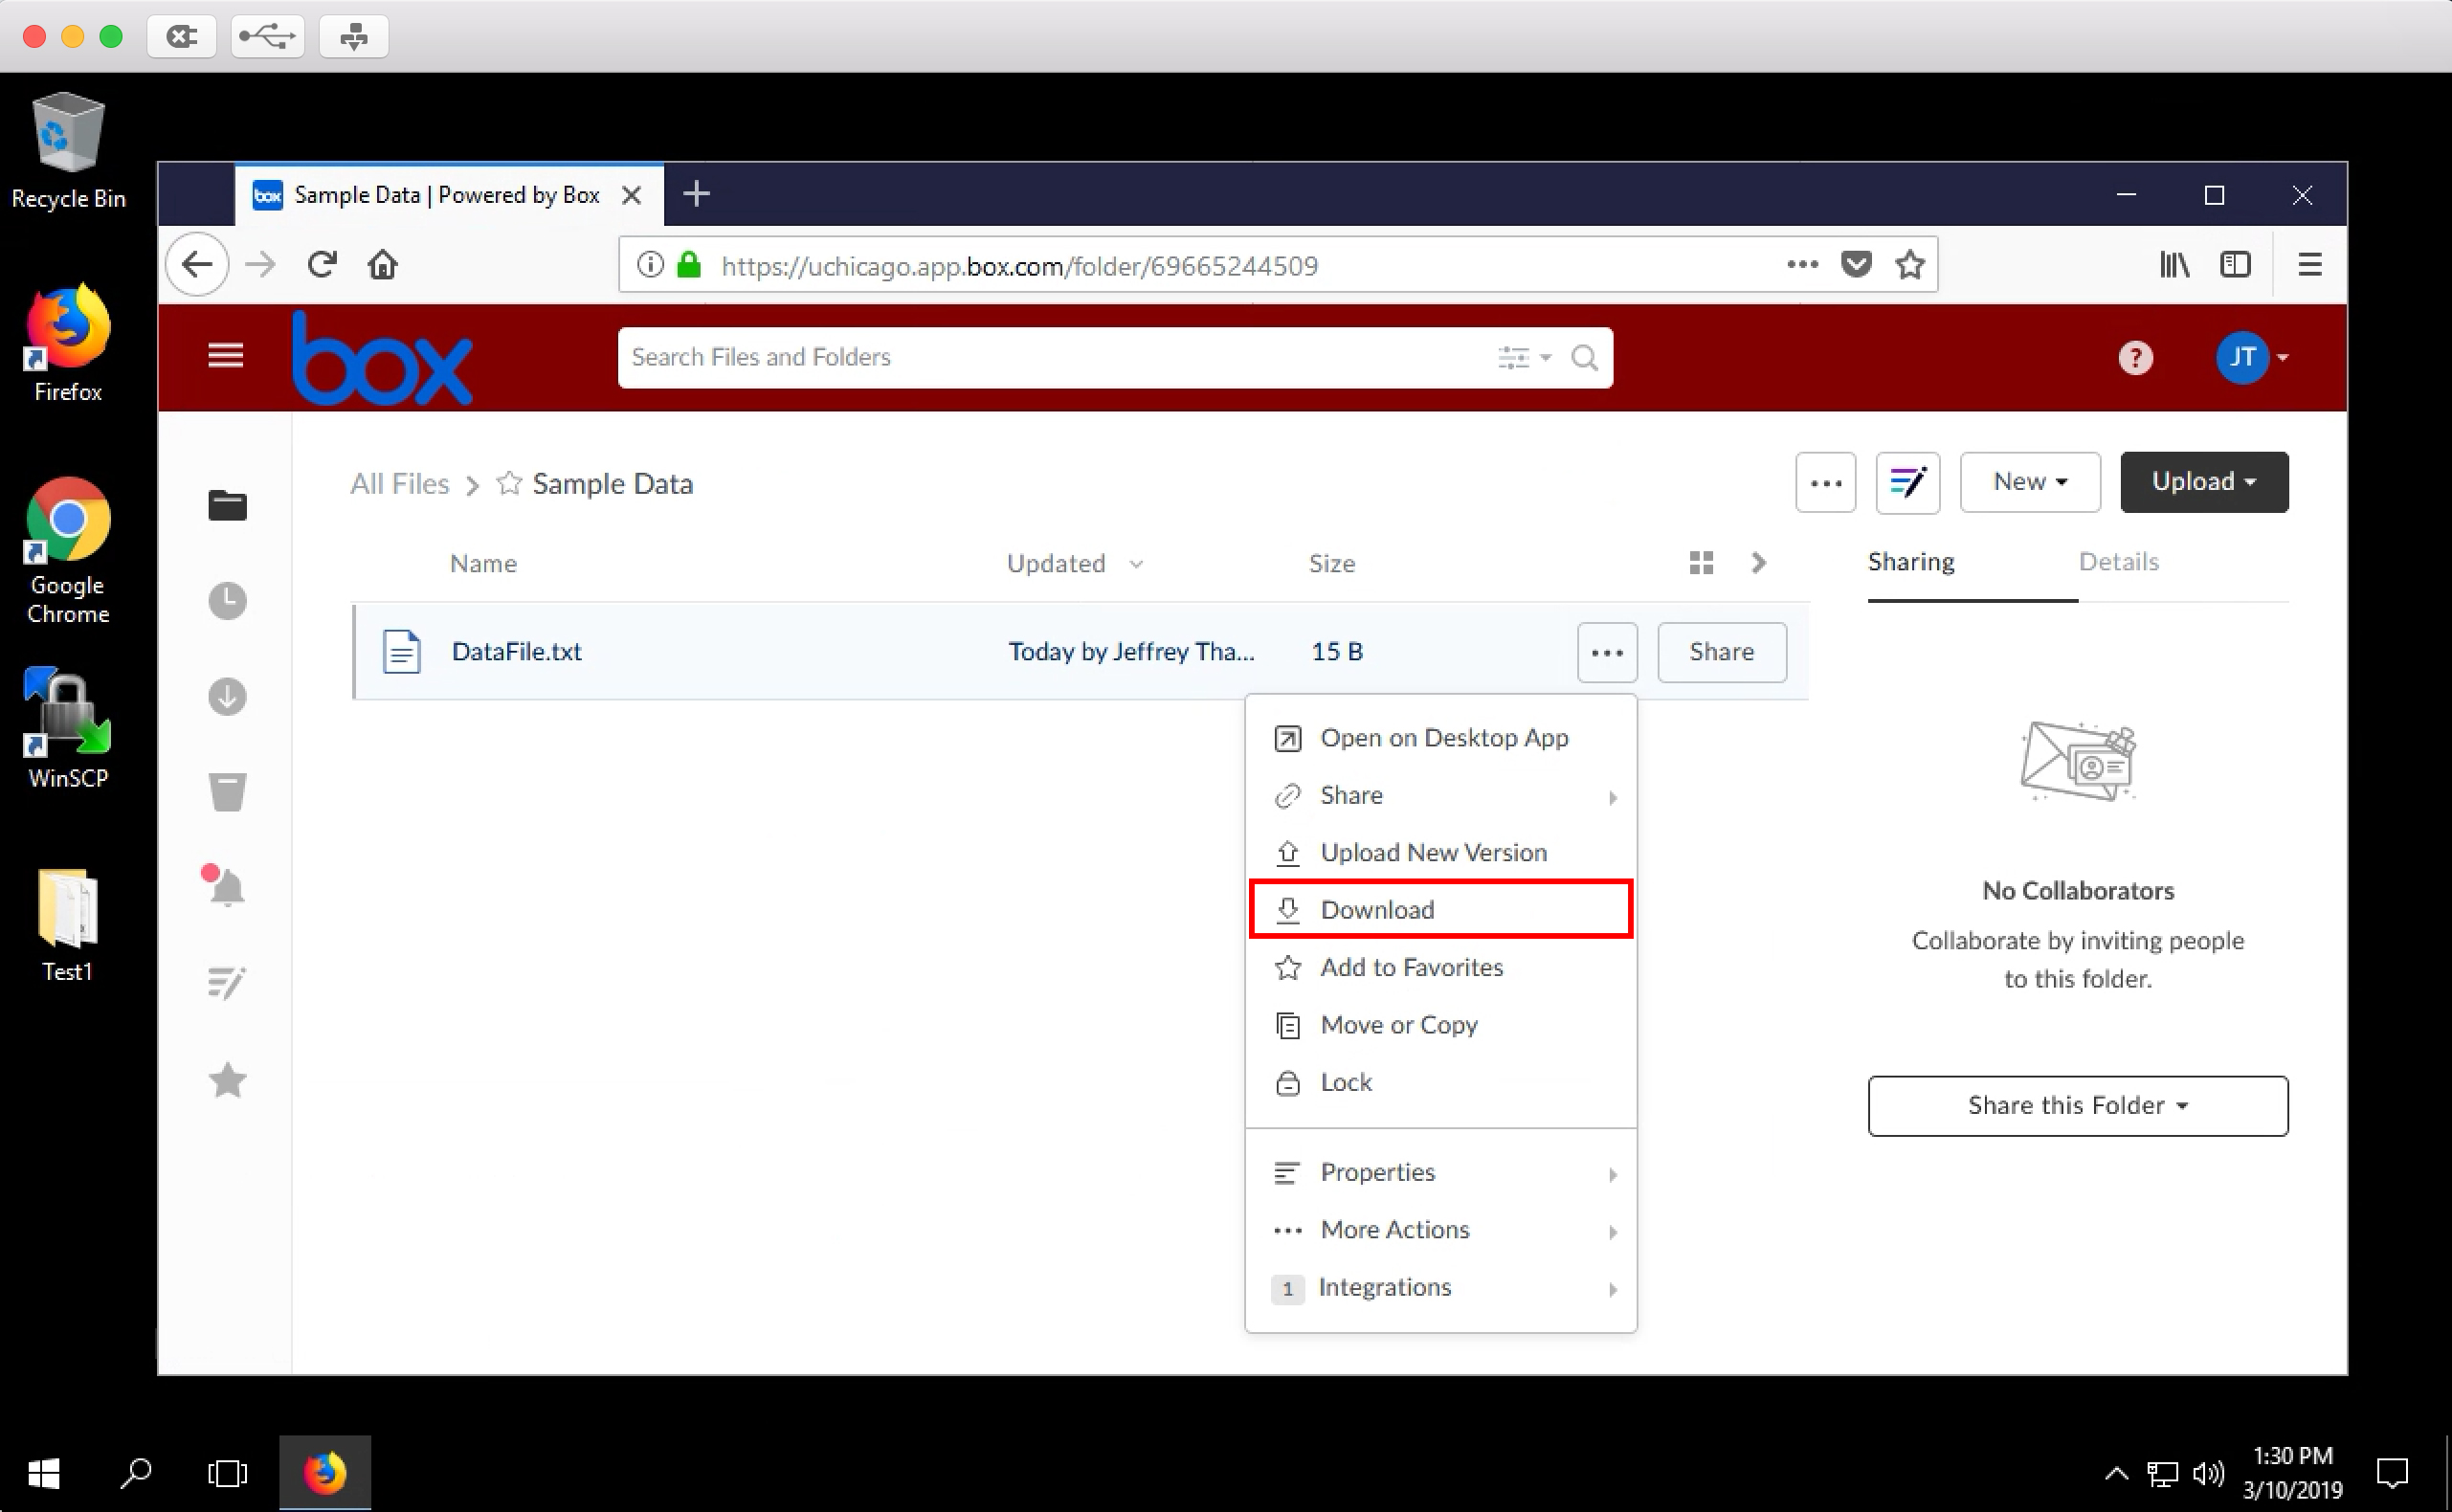 Recycle Bin
Firefox
Google
Chrome
WinSCP
Test1
box
Sample Data | Powered by Box
https://uchicago.app.box.com/folder/69665244509
box
Search Files and Folders
?
JT
All Files
Sample Data
New
Upload
Name
Updated
Size
Sharing
Details
DataFile.txt
Today by Jeffrey Tha...
15 B
Share
Open on Desktop App
Share
Upload New Version
Download
Add to Favorites
Move or Copy
Lock
Properties
More Actions
1 Integrations
No Collaborators
Collaborate by inviting people
to this folder.
Share this Folder
1:30 PM
3/10/2019